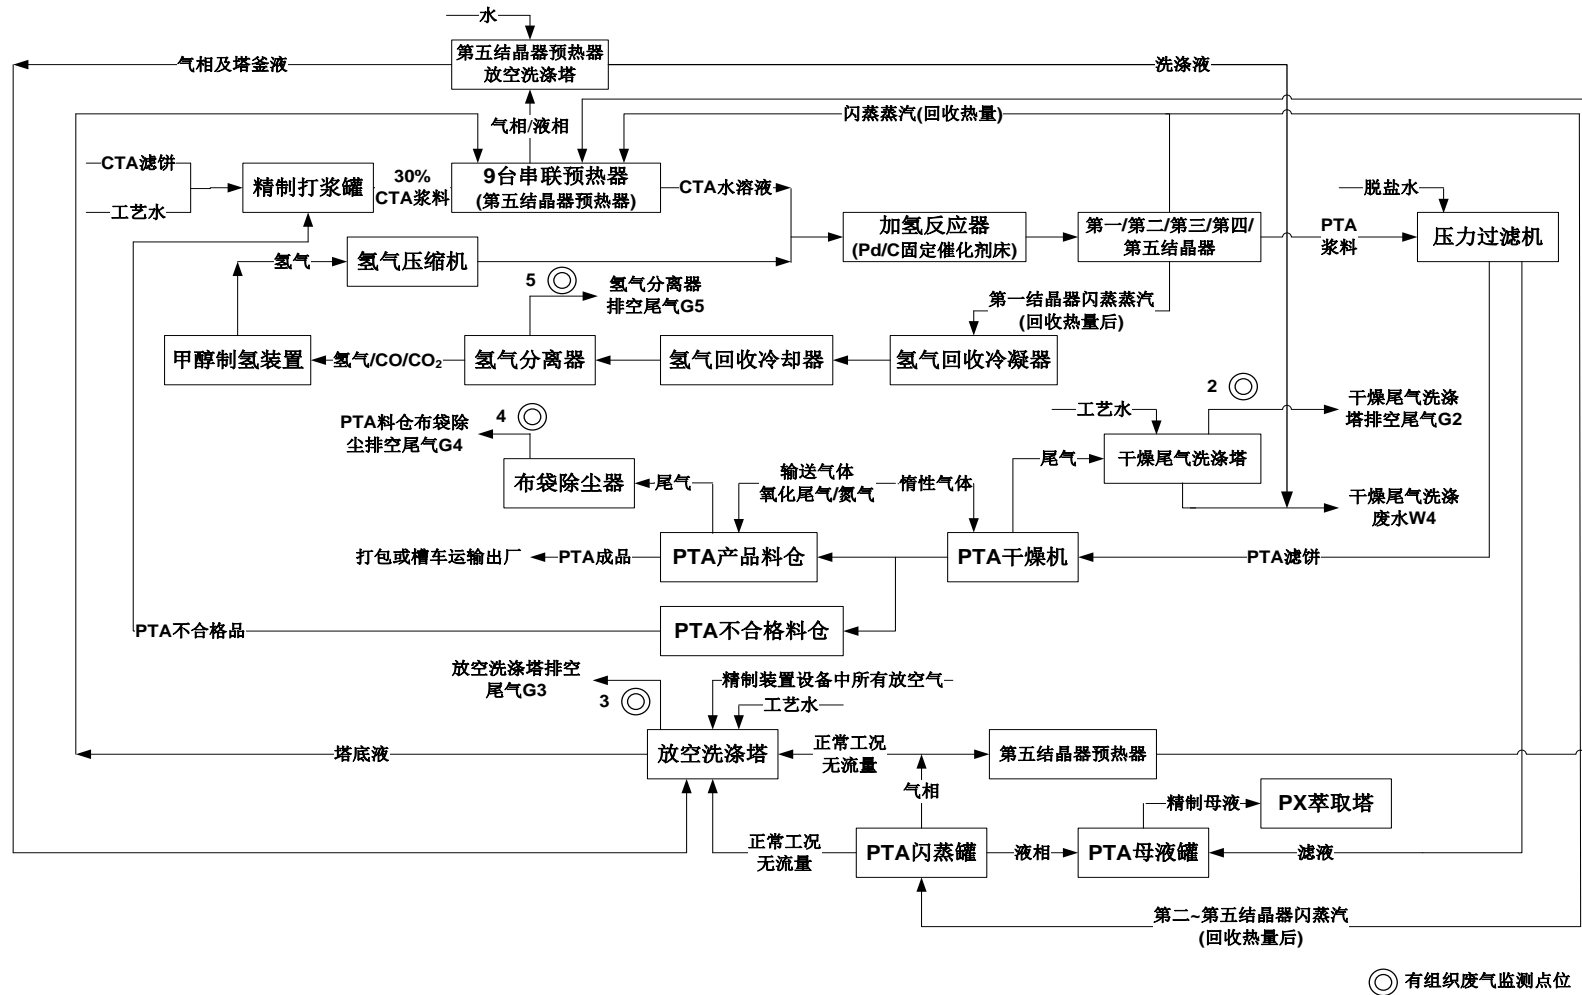 水
第五结晶器预热器
放空洗涤塔
气相及塔釜液
洗涤液
气相/液相
闪蒸蒸汽(回收热量)
CTA滤饼
工艺水
精制打浆罐
30%
CTA浆料
9台串联预热器
(第五结晶器预热器)
CTA水溶液
脱盐水
加氢反应器
(Pd/C固定催化剂床)
第一/第二/第三/第四/
第五结晶器
PTA
浆料
压力过滤机
氢气
氢气压缩机
5
氢气分离器
排空尾气G5
第一结晶器闪蒸蒸汽
(回收热量后)
甲醇制氢装置
氢气/CO/CO₂
氢气分离器
氢气回收冷却器
氢气回收冷凝器
2
干燥尾气洗涤
塔排空尾气G2
PTA料仓布袋除
尘排空尾气G4
4
工艺水
尾气
干燥尾气洗涤塔
布袋除尘器
尾气
输送气体
氧化尾气/氮气
惰性气体
干燥尾气洗涤
废水W4
打包或槽车运输出厂
PTA成品
PTA产品料仓
PTA干燥机
PTA滤饼
PTA不合格品
PTA不合格料仓
放空洗涤塔排空
尾气G3
3
精制装置设备中所有放空气
工艺水
塔底液
放空洗涤塔
正常工况
无流量
第五结晶器预热器
气相
精制母液
PX萃取塔
正常工况
无流量
PTA闪蒸罐
液相
PTA母液罐
滤液
第二~第五结晶器闪蒸汽
(回收热量后)
有组织废气监测点位